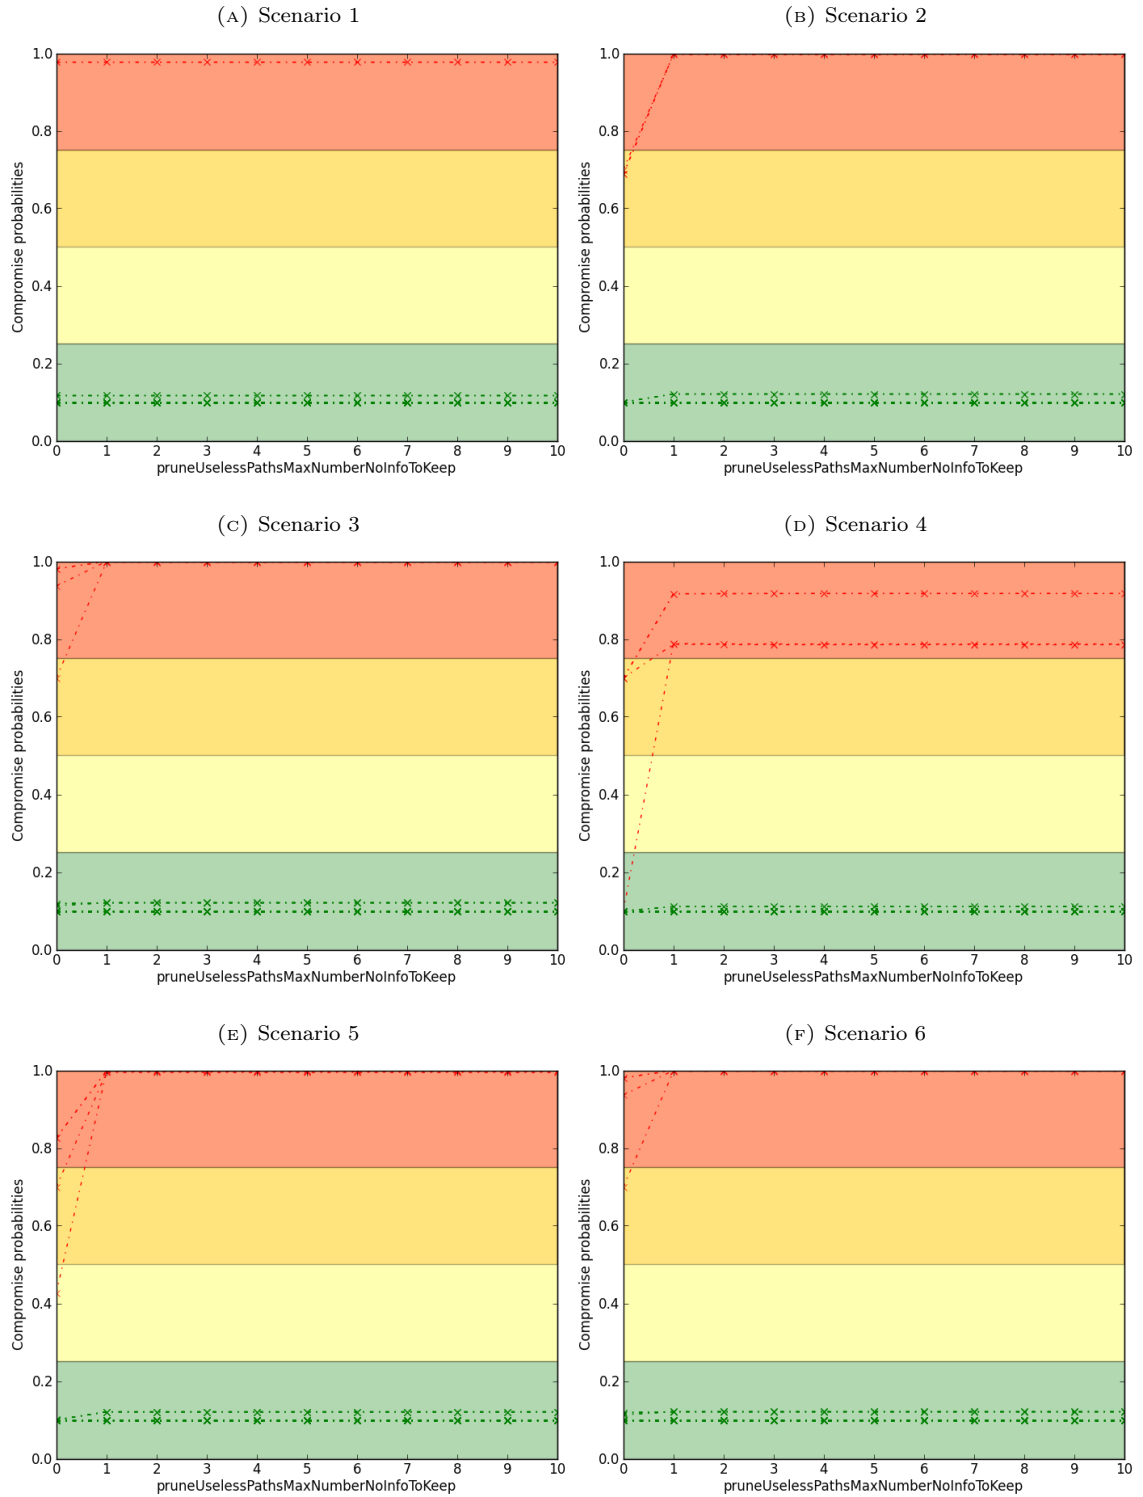 (A) Scenario 1
1.0
0.8
0.6
0.4
0.2
0.0
Compromise probabilities
0 1 2 3 4 5 6 7 8 9 10
pruneUselessPathsMaxNumberNoInfoToKeep
(B) Scenario 2
1.0
0.8
0.6
0.4
0.2
0.0
Compromise probabilities
0 1 2 3 4 5 6 7 8 9 10
pruneUselessPathsMaxNumberNoInfoToKeep
(C) Scenario 3
1.0
0.8
0.6
0.4
0.2
0.0
Compromise probabilities
0 1 2 3 4 5 6 7 8 9 10
pruneUselessPathsMaxNumberNoInfoToKeep
(D) Scenario 4
1.0
0.8
0.6
0.4
0.2
0.0
Compromise probabilities
0 1 2 3 4 5 6 7 8 9 10
pruneUselessPathsMaxNumberNoInfoToKeep
(E) Scenario 5
1.0
0.8
0.6
0.4
0.2
0.0
Compromise probabilities
0 1 2 3 4 5 6 7 8 9 10
pruneUselessPathsMaxNumberNoInfoToKeep
(F) Scenario 6
1.0
0.8
0.6
0.4
0.2
0.0
Compromise probabilities
0 1 2 3 4 5 6 7 8 9 10
pruneUselessPathsMaxNumberNoInfoToKeep